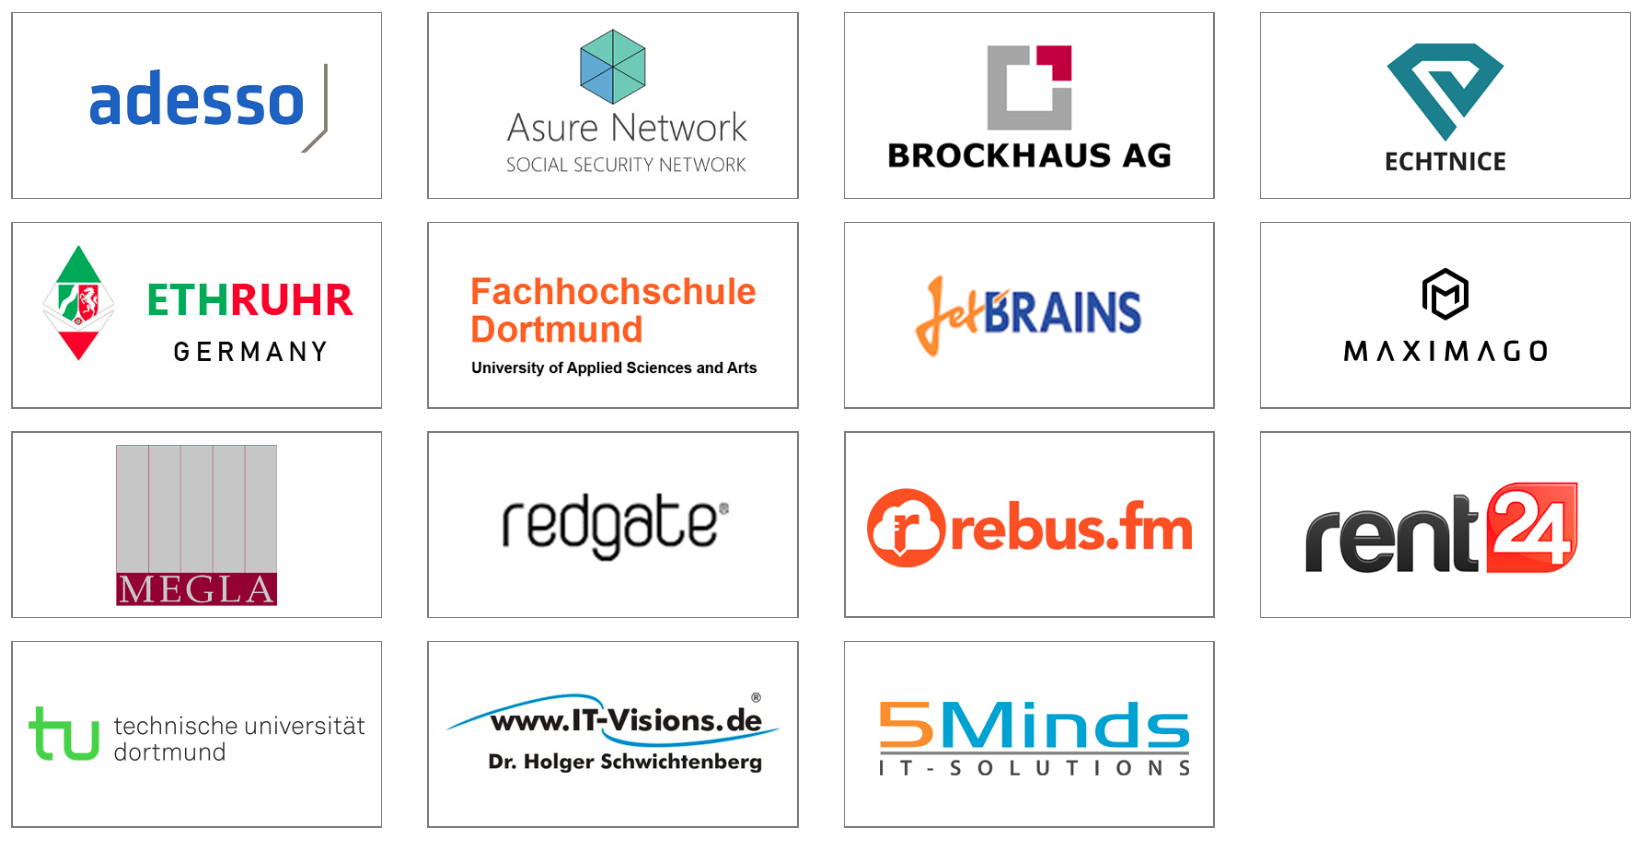 adesso
Asure Network
SOCIAL SECURITY NETWORK
BROCKHAUS AG
ECHTNICE
ETHRUHR
GERMANY
Fachhochschule
Dortmund
University of Applied Sciences and Arts
JetBRAINS
MAXIMAGO
MEGLA
redgate®
r rebus.fm
rent24
tu technische universität
dortmund
www.IT-Visions.de®
Dr. Holger Schwichtenberg
5Minds
IT-SOLUTIONS